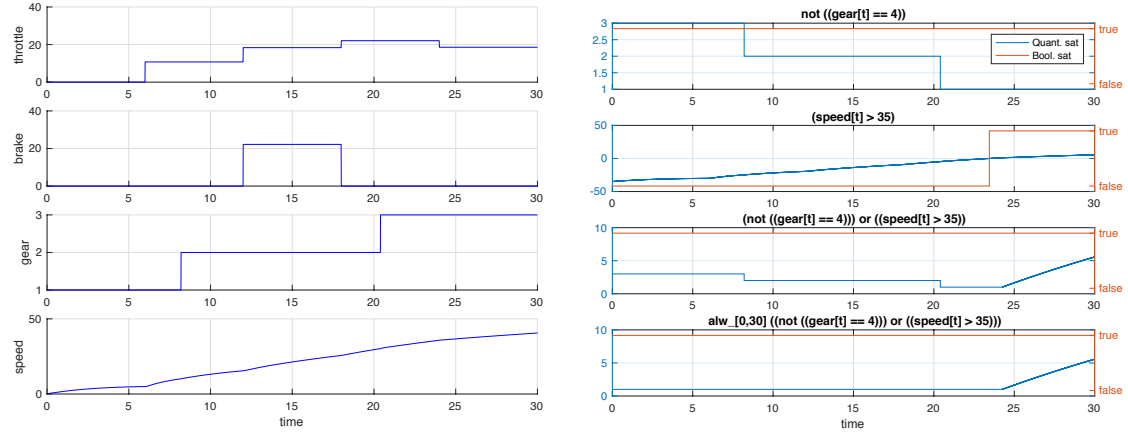 throttle
40
20
0
0 5 10 15 20 25 30
brake
40
20
0
0 5 10 15 20 25 30
gear
3
2
1
0 5 10 15 20 25 30
speed
50
0
0 5 10 15 20 25 30
time
not ((gear[t] == 4))
3
2.5
2
1.5
1
true
false
Quant. sat
Bool. sat
0 5 10 15 20 25 30
(speed[t] > 35)
50
0
-50
true
false
0 5 10 15 20 25 30
(not ((gear[t] == 4))) or ((speed[t] > 35))
10
5
0
true
false
0 5 10 15 20 25 30
alw_[0,30] ((not ((gear[t] == 4))) or ((speed[t] > 35)))
10
5
0
true
false
0 5 10 15 20 25 30
time